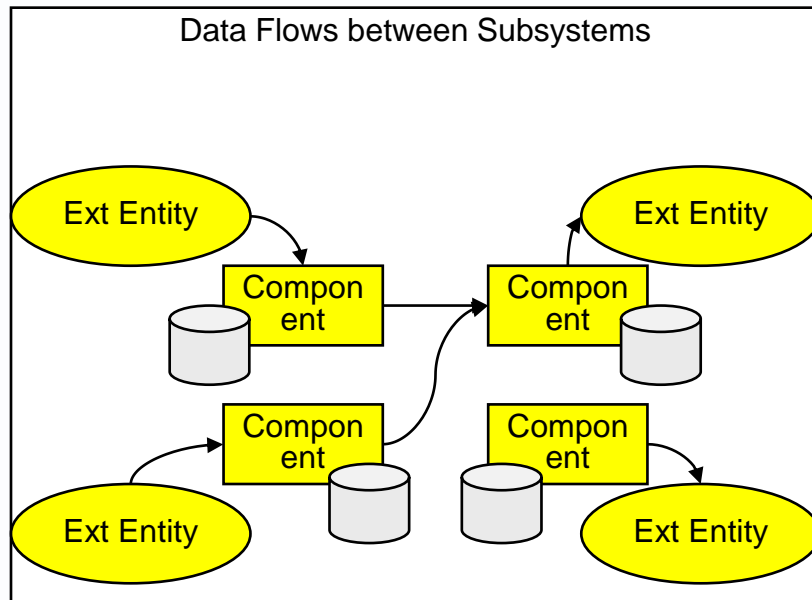 Data Flows between Subsystems
Ext Entity
Ext Entity
Compon
ent
Compon
ent
Compon
ent
Compon
ent
Ext Entity
Ext Entity